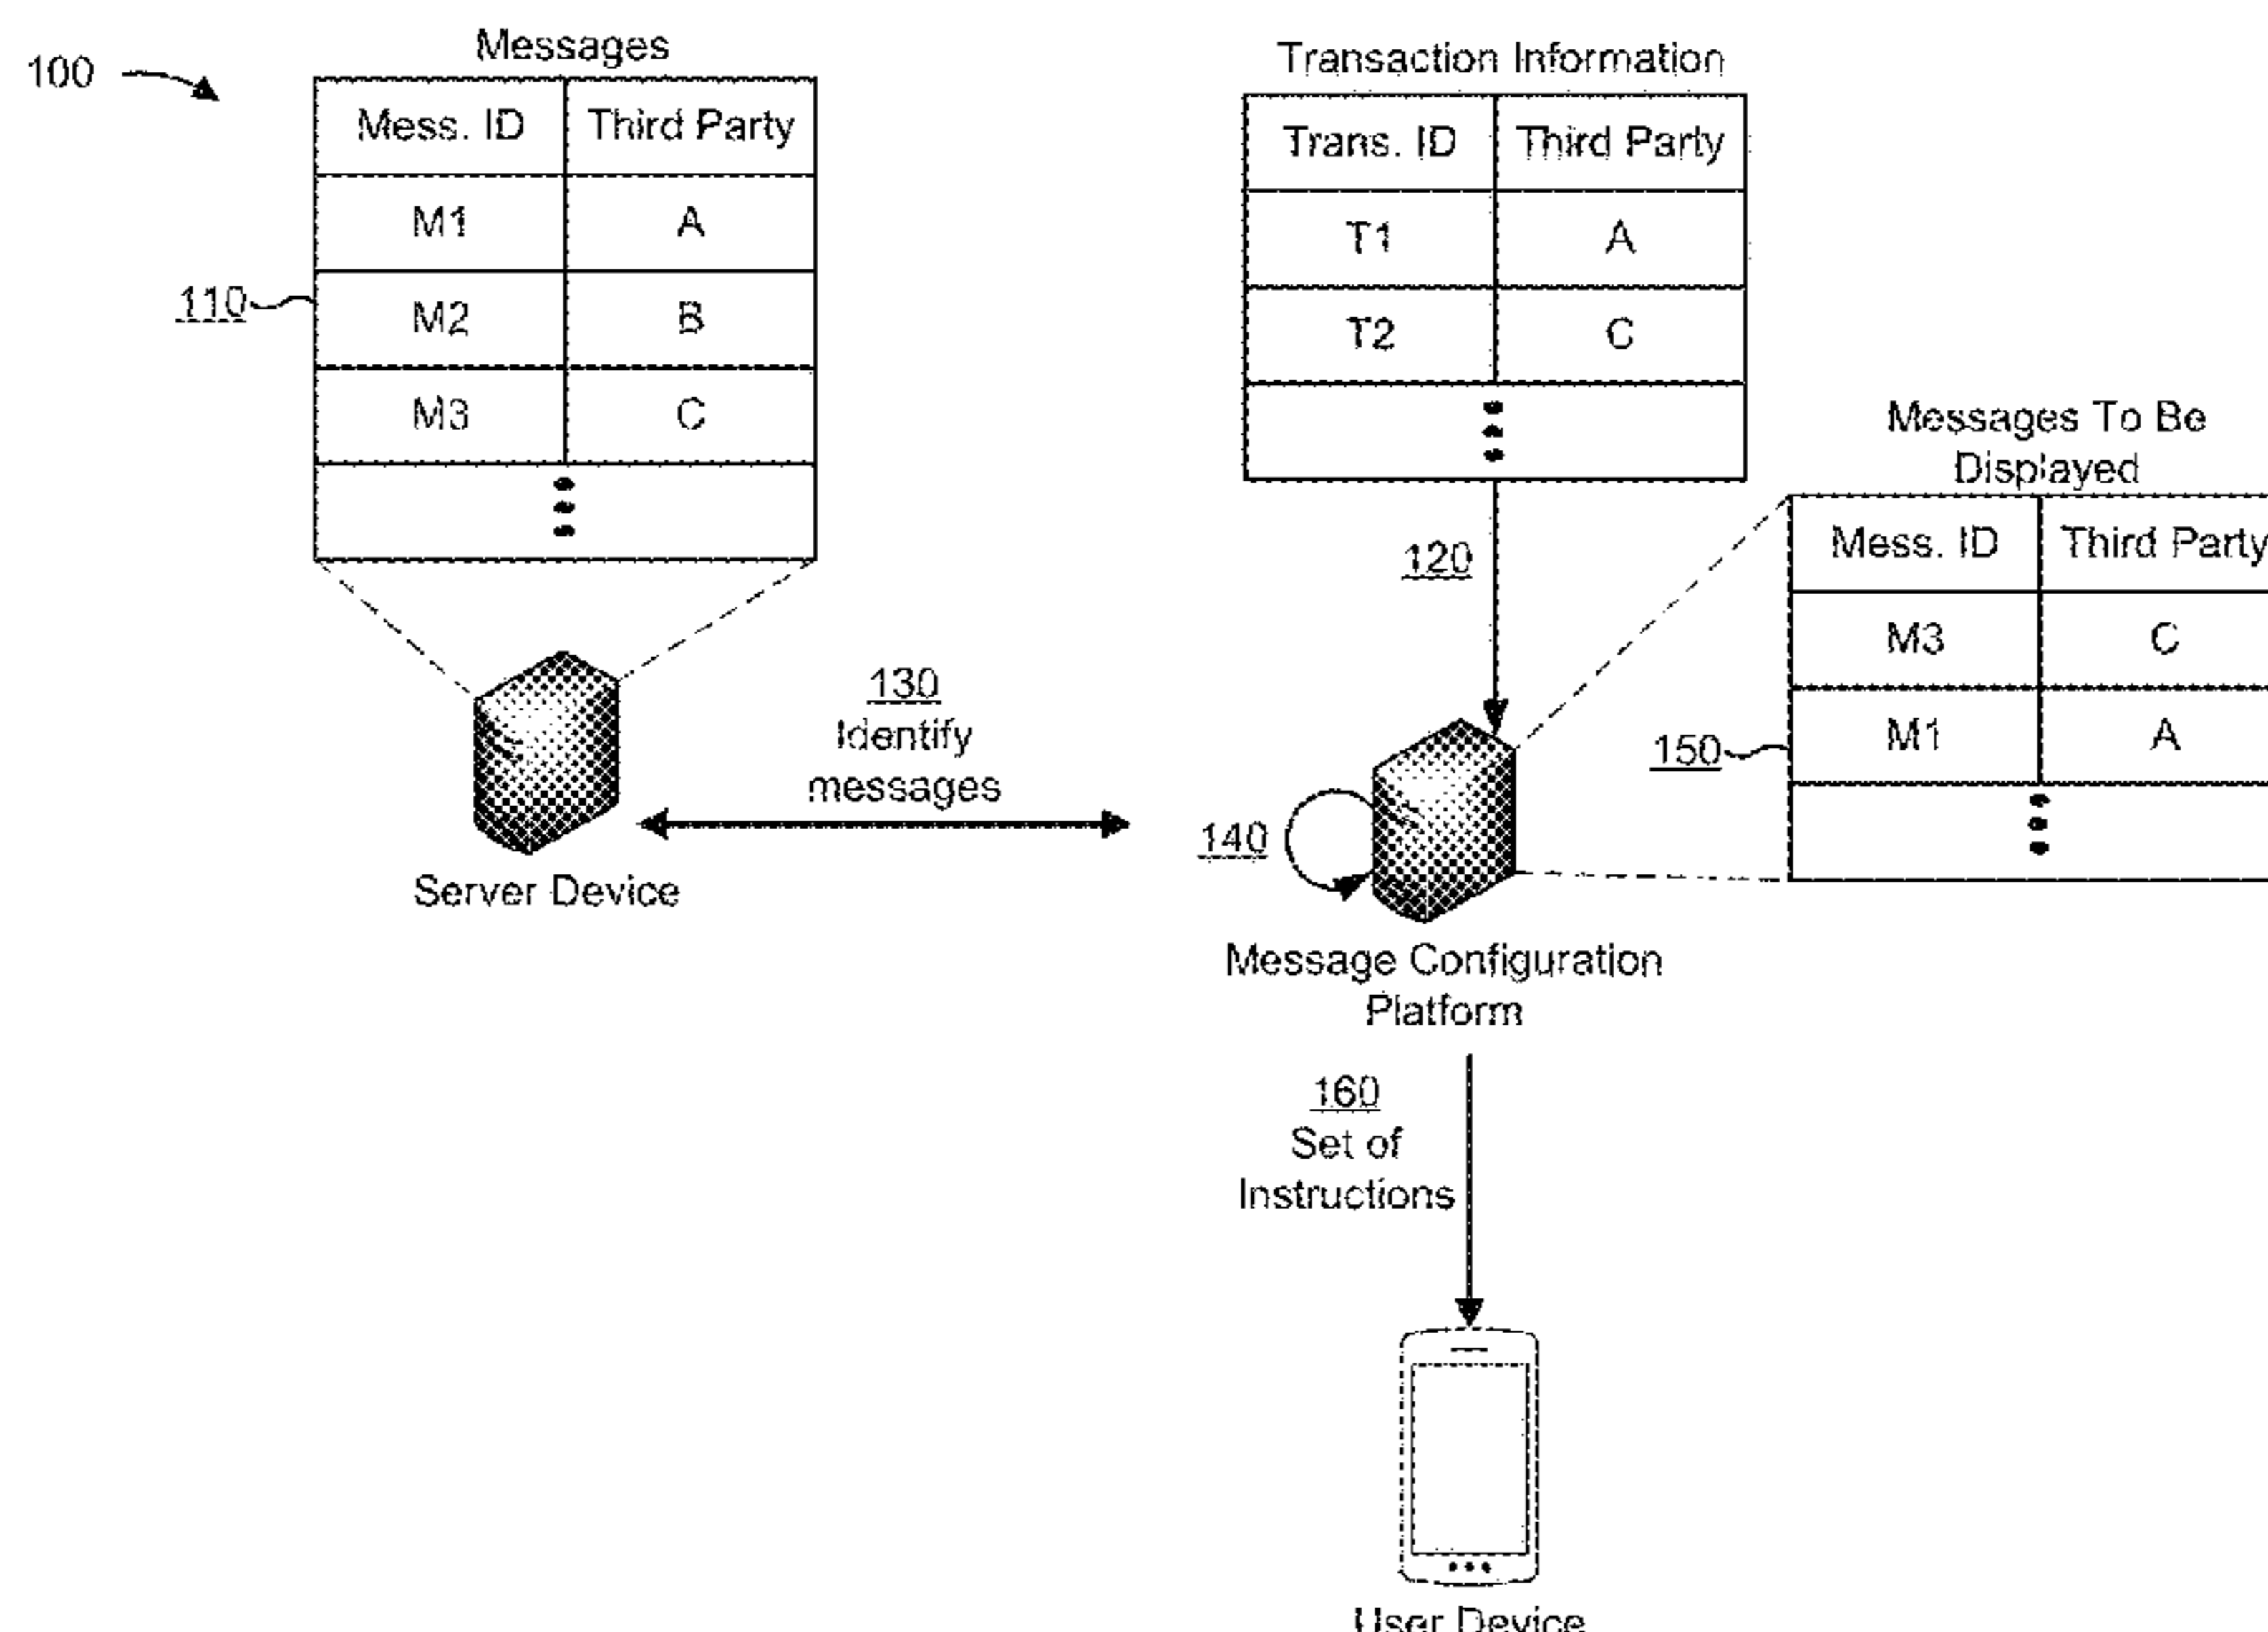 100
Messages
Mess. ID Third Party
M1 A
110
M2 B
M3 C
Transaction Information
Trans. ID Third Party
T1 A
T2 C
120
Messages To Be
Displayed
Mess. ID Third Party
M3 C
M1 A
150
130
Identify
messages
140
Server Device
Message Configuration
Platform
160
Set of
Instructions
User Device